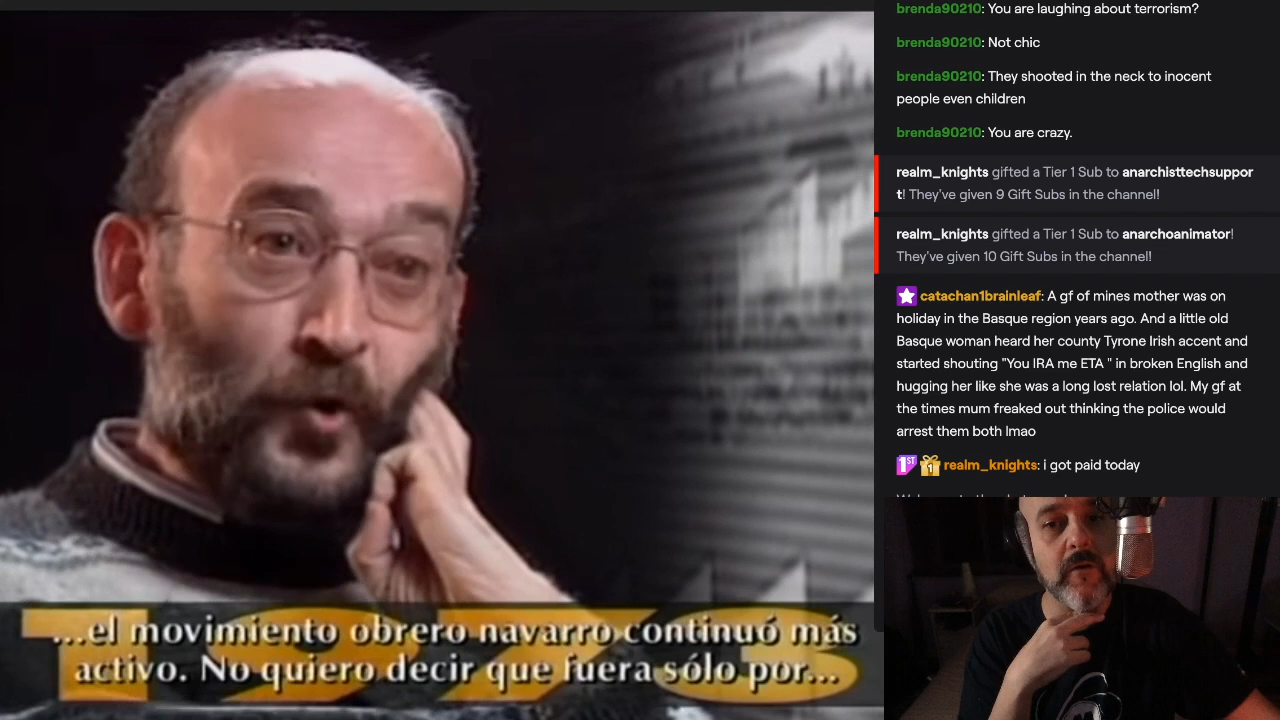 brenda90210: You are laughing about terrorism?
brenda90210: Not chic
brenda90210: They shooted in the neck to inocent
people even children
brenda90210: You are crazy.
realm_knights gifted a Tier 1 Sub to anarchisttechsuppor
t! They've given 9 Gift Subs in the channel!
realm_knights gifted a Tier 1 Sub to anarchoanimator!
They've given 10 Gift Subs in the channel!
catachan1brainleaf: A gf of mines mother was on
holiday in the Basque region years ago. And a little old
Basque woman heard her county Tyrone Irish accent and
started shouting "You IRA me ETA " in broken English and
hugging her like she was a long lost relation lol. My gf at
the times mum freaked out thinking the police would
arrest them both lmao
1ST 1 realm_knights: i got paid today
...el movimiento obrero navarro continuó más
activo. No quiero decir que fuera sólo por...